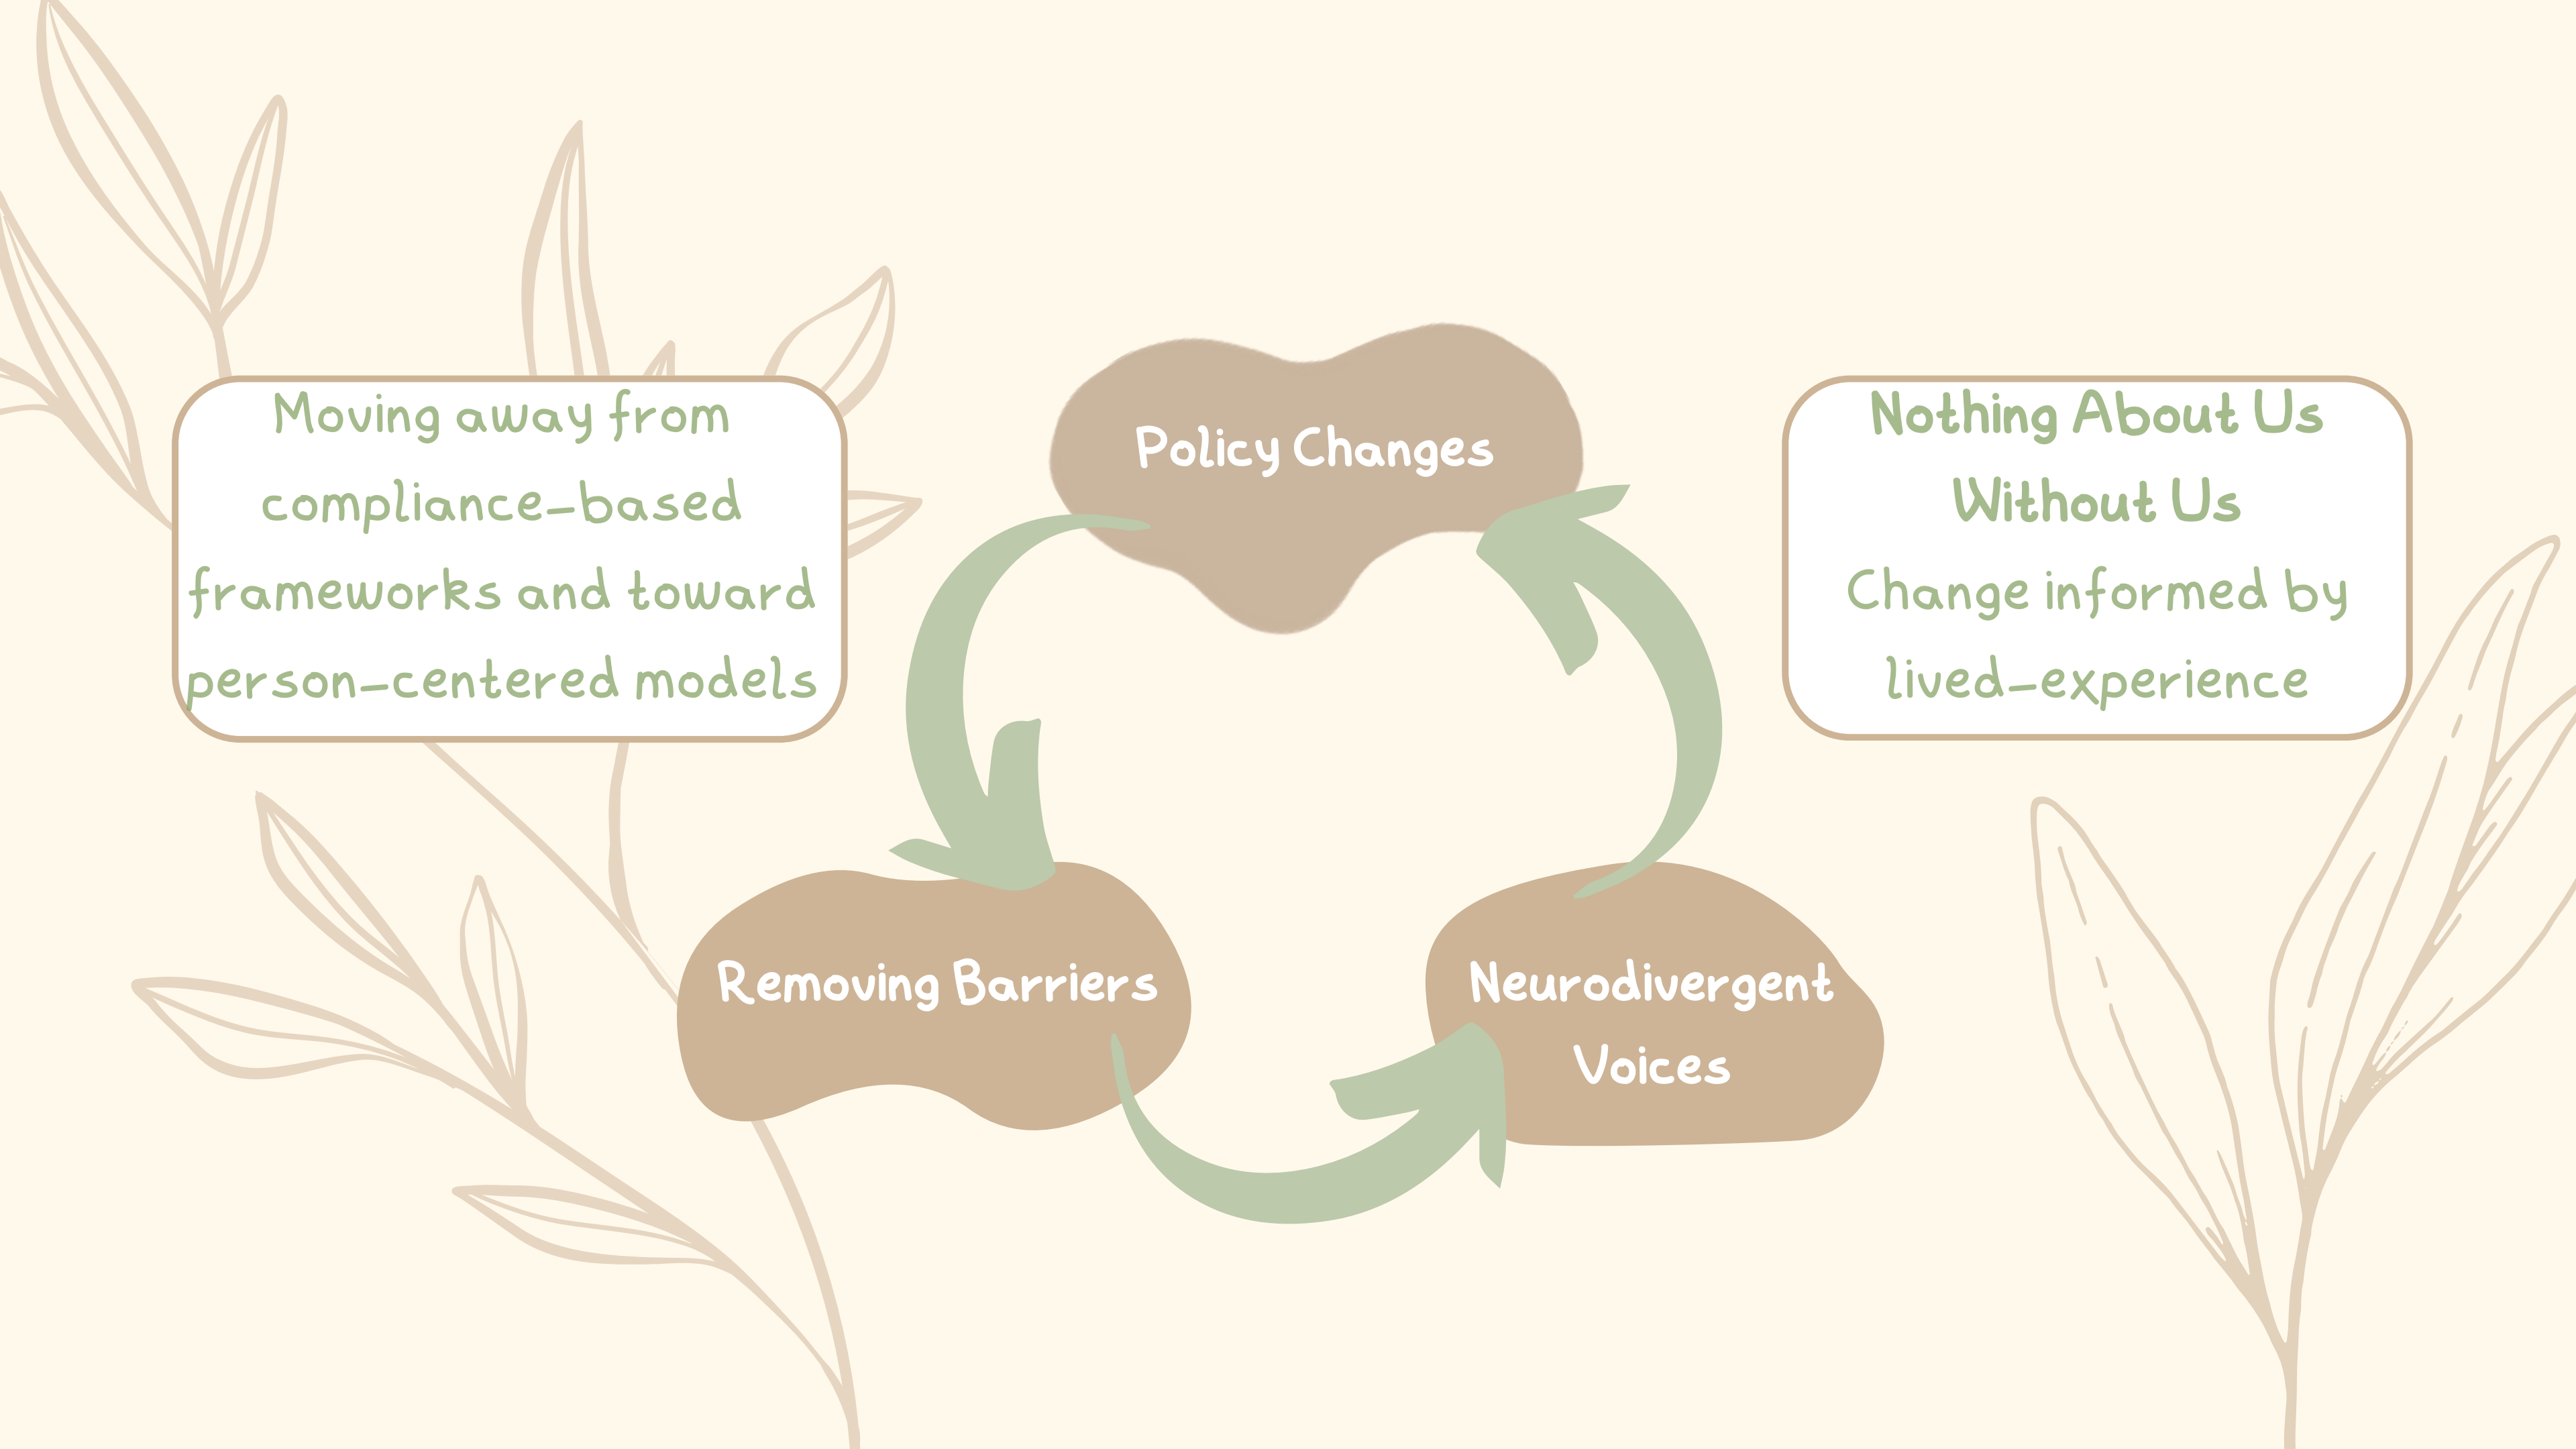 Moving away from
compliance-based
frameworks and toward
person-centered models
Policy Changes
Nothing About Us
Without Us
Change informed by
lived-experience
Removing Barriers
Neurodivergent
Voices